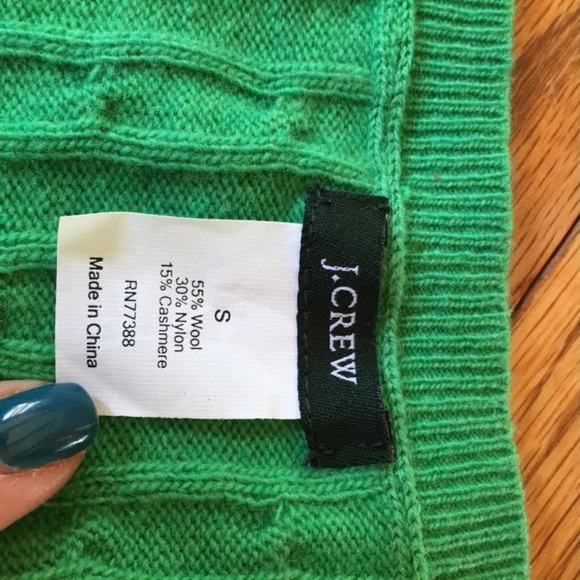 J.CREW
S
55% Wool
30% Nylon
15% Cashmere
RN77388
Made in China